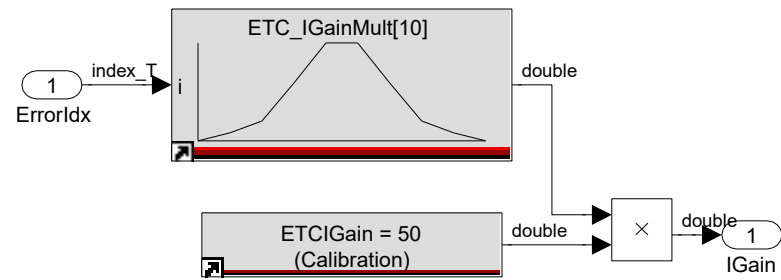 ETC_IGainMult[10]
1
index_T
i
double
ErrorIdx
ETCIGain = 50
(Calibration)
double
×
double
1
IGain